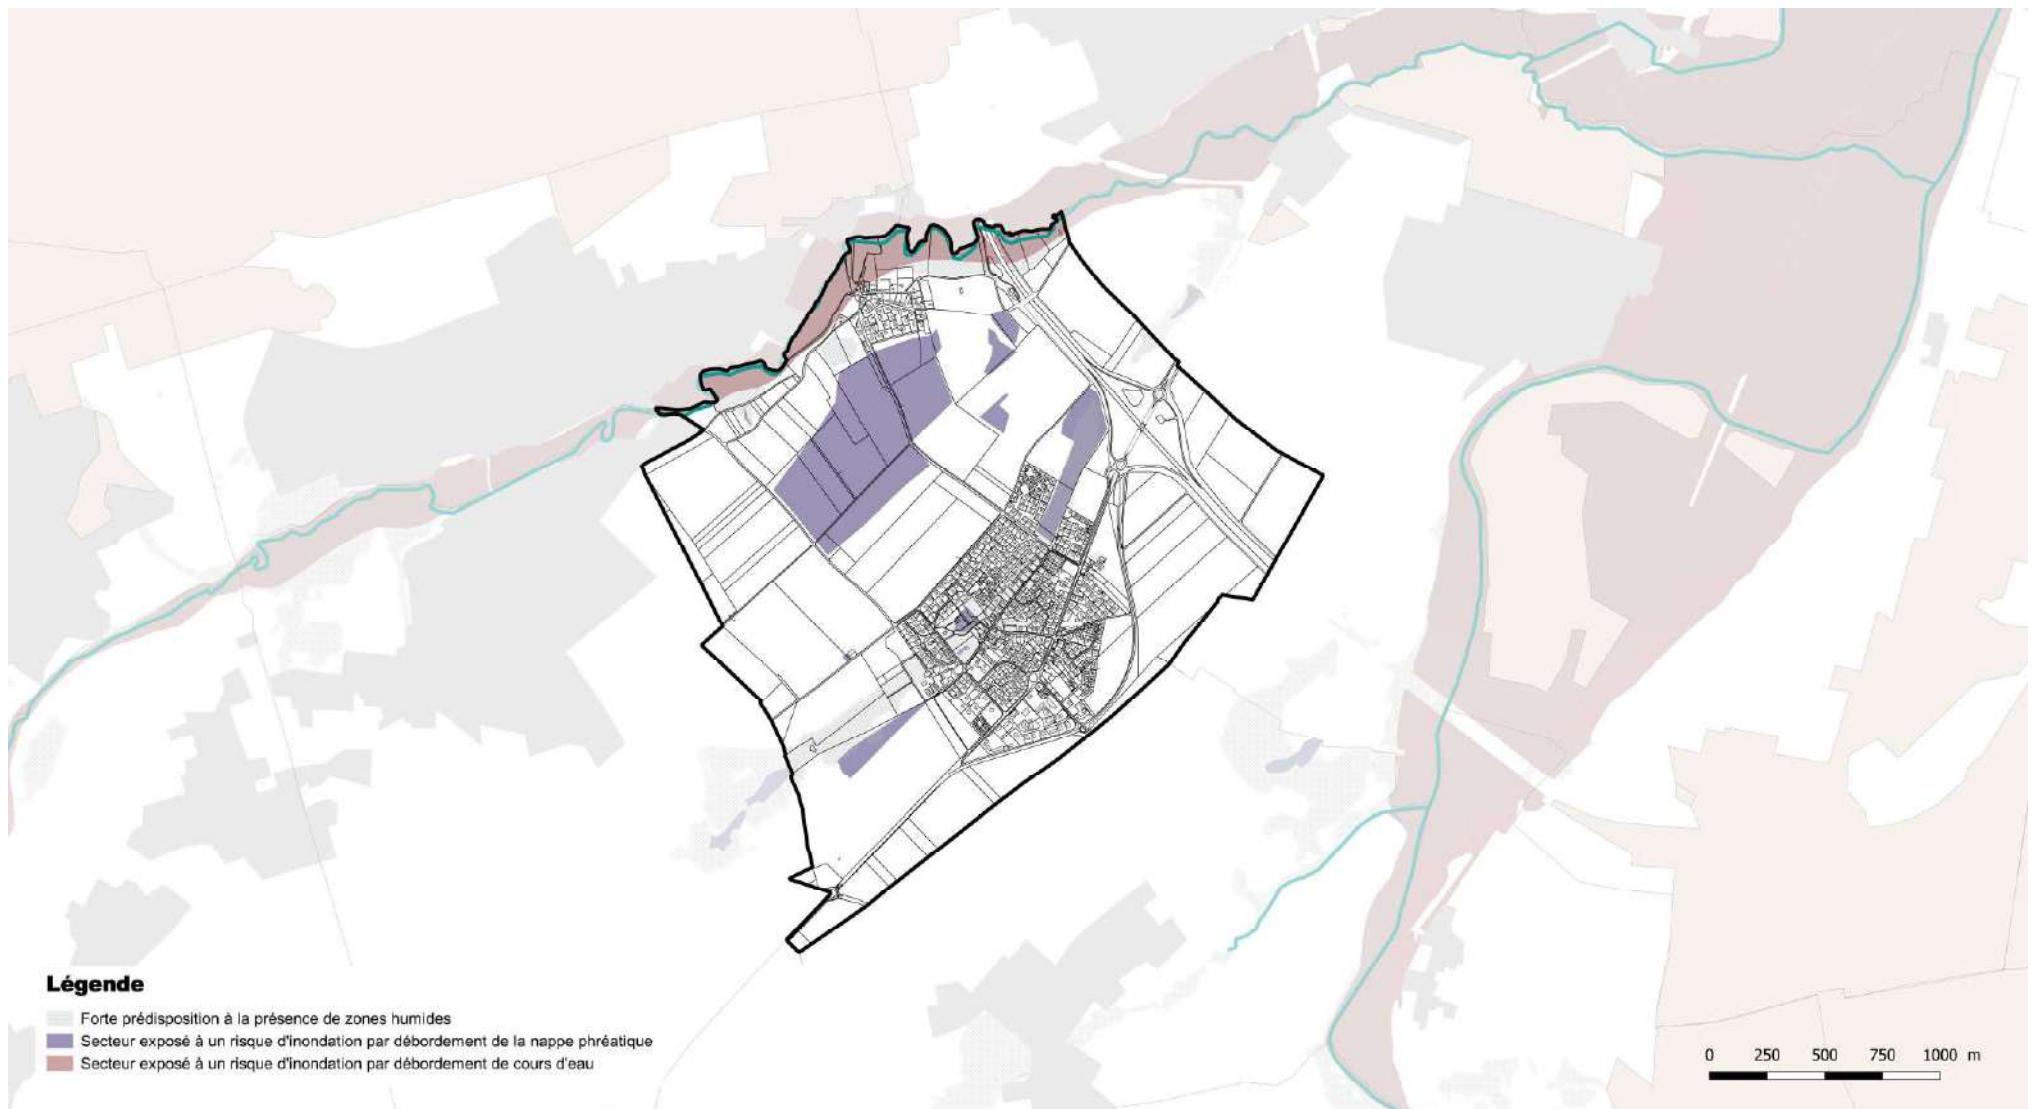 Légende
Forte prédisposition à la présence de zones humides
Secteur exposé à un risque d'inondation par débordement de la nappe phréatique
Secteur exposé à un risque d'inondation par débordement de cours d'eau
0 250 500 750 1000 m